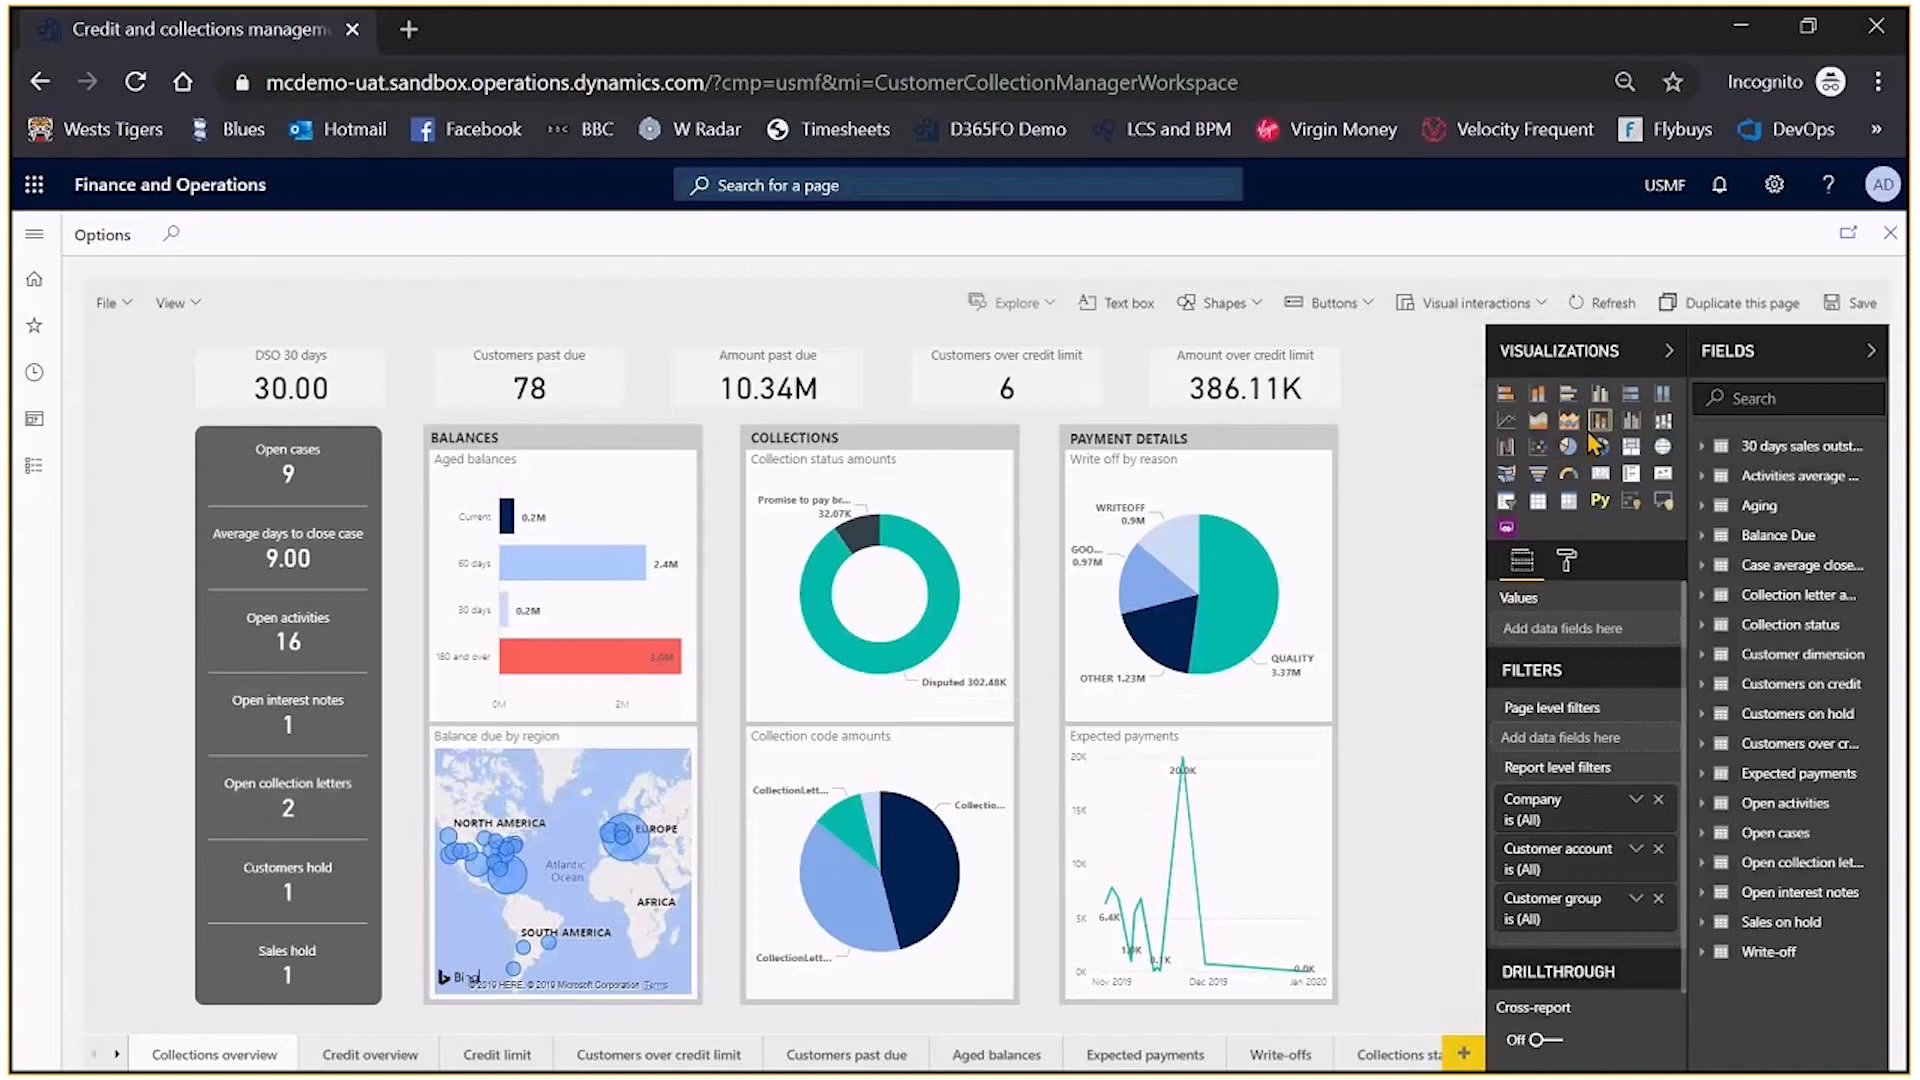 Credit and collections managem
mcdemo-uat.sandbox.operations.dynamics.com/?cmp=usmf&mi=CustomerCollectionManagerWorkspace
Incognito
Wests Tigers Blues Hotmail Facebook BBC W Radar Timesheets D365FO Demo LCS and BPM Virgin Money Velocity Frequent Flybuys DevOps »
Finance and Operations
Search for a page
USMF ? AD
Options
File View Explore Text box Shapes Buttons Visual interactions Refresh Duplicate this page Save
DSO 30 days
30.00
Customers past due
78
Amount past due
10.34M
Customers over credit limit
6
Amount over credit limit
386.11K
Open cases
9
Average days to close case
9.00
Open activities
16
Open interest notes
1
Open collection letters
2
Customers hold
1
Sales hold
1
BALANCES
Aged balances
Current 0.2M
60 days 2.4M
30 days 0.2M
180 and over 3.0M
0M 2M
Balance due by region
NORTH AMERICA
EUROPE
Atlantic
Ocean
AFRICA
SOUTH AMERICA
Bing
© 2019 HERE, © 2019 Microsoft Corporation Terms
COLLECTIONS
Collection status amounts
Promise to pay br...
32.07K
Disputed 302.48K
Collection code amounts
CollectionLett...
Collectio...
CollectionLett...
PAYMENT DETAILS
Write off by reason
WRITEOFF
0.9M
GOO...
0.97M
OTHER 1.23M
QUALITY
3.37M
Expected payments
20K
20.0K
15K
10K
5K 6.4K
0K
0.1K
0.0K
Nov 2019 Dec 2019 Jan 2020
VISUALIZATIONS
Py
Values
Add data fields here
FILTERS
Page level filters
Add data fields here
Report level filters
Company
is (All)
Customer account
is (All)
Customer group
is (All)
DRILLTHROUGH
Cross-report
Off
FIELDS
Search
30 days sales outst...
Activities average ...
Aging
Balance Due
Case average close...
Collection letter a...
Collection status
Customer dimension
Customers on credit
Customers on hold
Customers over cr...
Expected payments
Open activities
Open cases
Open collection let...
Open interest notes
Sales on hold
Write-off
Collections overview Credit overview Credit limit Customers over credit limit Customers past due Aged balances Expected payments Write-offs Collections sta